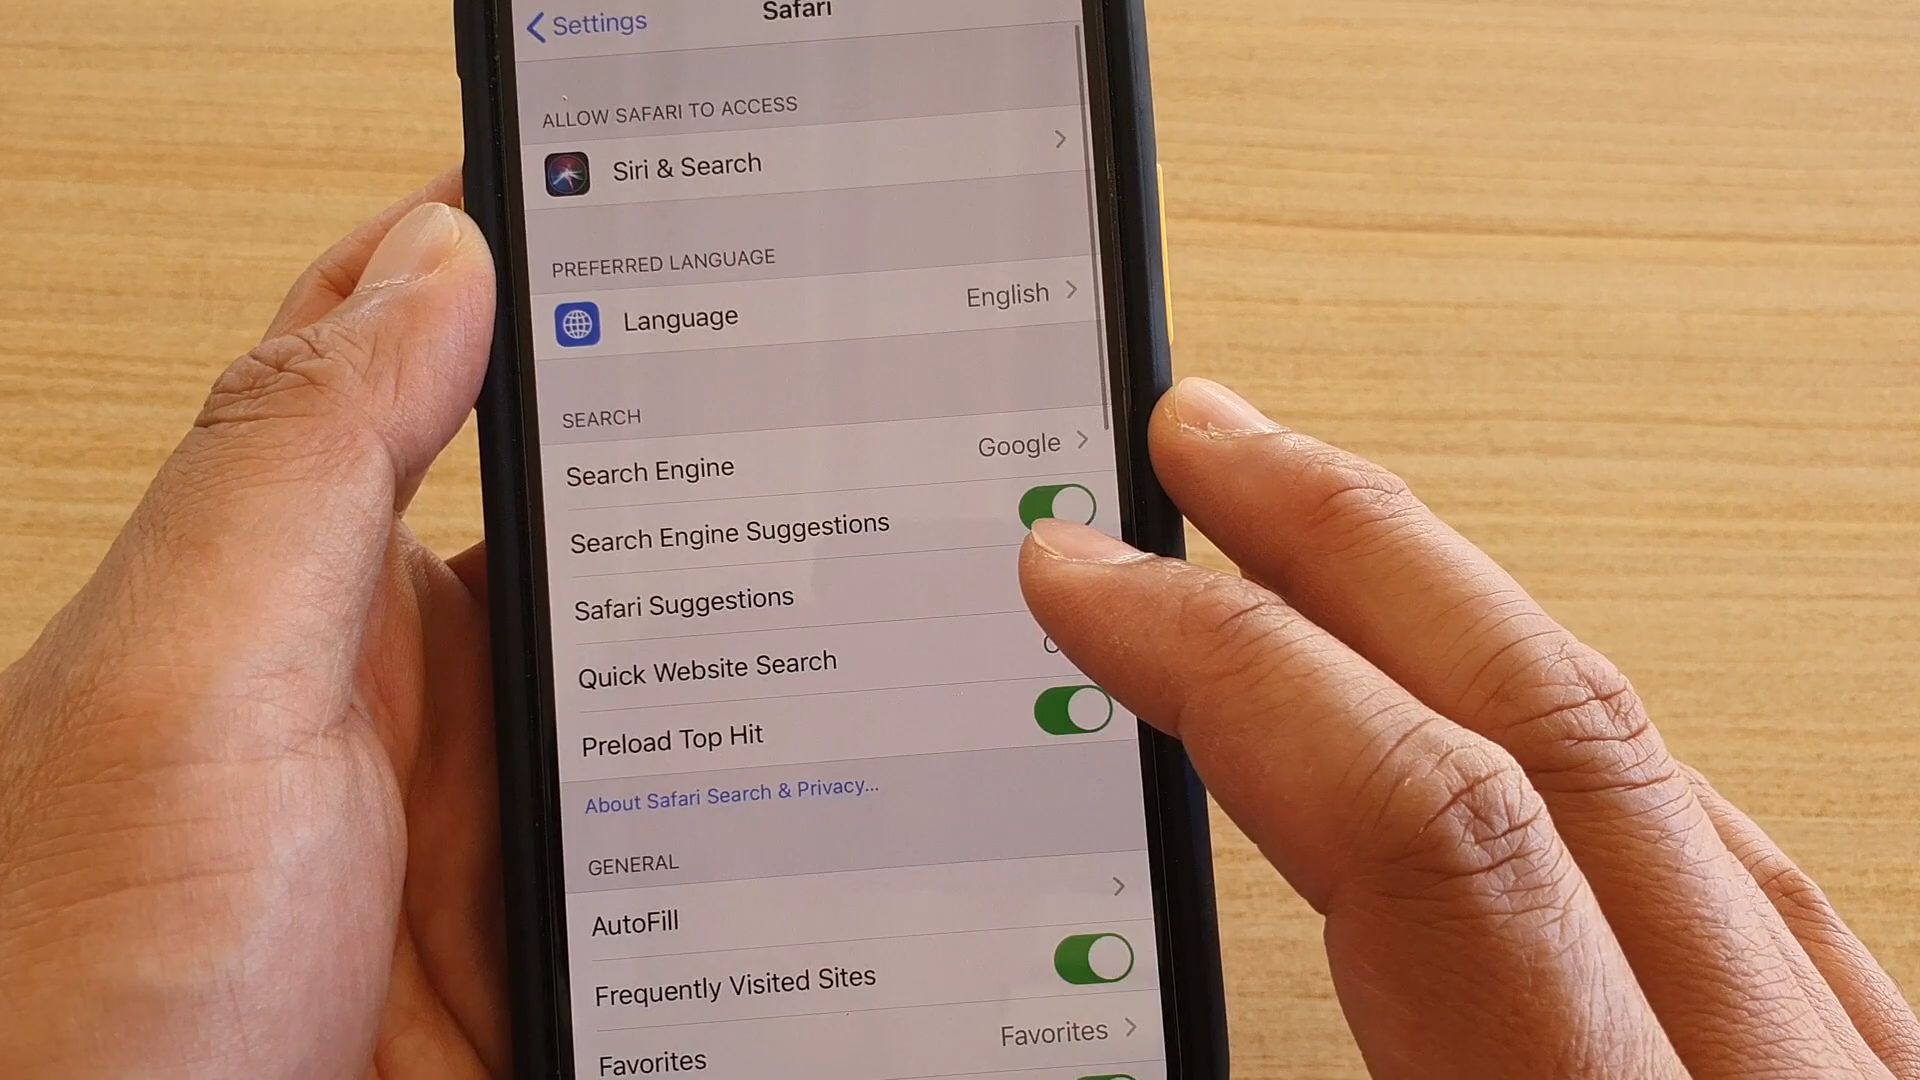 Settings
Safari
ALLOW SAFARI TO ACCESS
Siri & Search
PREFERRED LANGUAGE
Language English
SEARCH
Search Engine Google
Search Engine Suggestions
Safari Suggestions
Quick Website Search
Preload Top Hit
About Safari Search & Privacy...
GENERAL
AutoFill
Frequently Visited Sites
Favorites Favorites